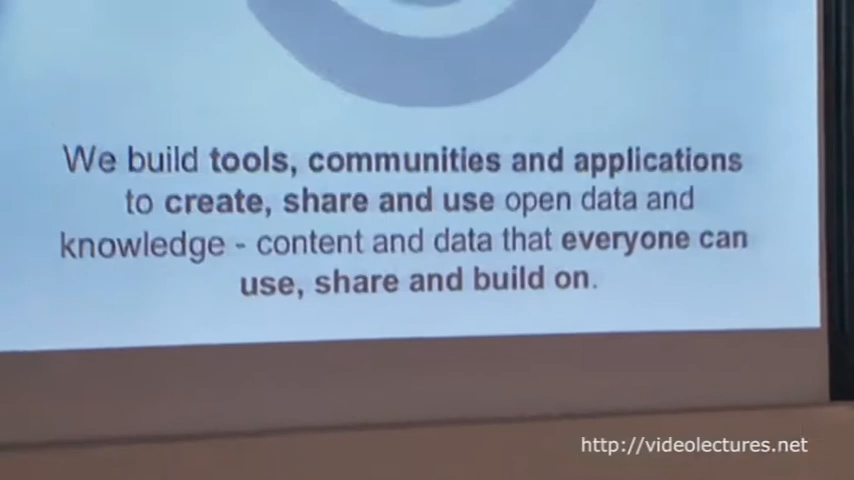 We build tools, communities and applications
to create, share and use open data and
knowledge - content and data that everyone can
use, share and build on.
http://videolectures.net